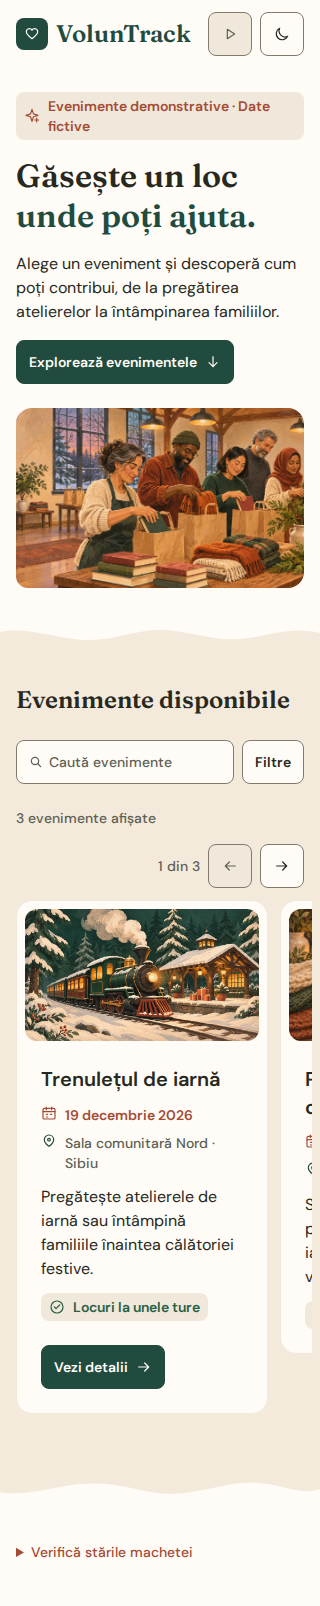 VolunTrack
Evenimente demonstrative · Date
fictive
Găsește un loc
unde poți ajuta.
Alege un eveniment și descoperă cum
poți contribui, de la pregătirea
atelierelor la întâmpinarea familiilor.
Explorează evenimentele
Evenimente disponibile
Caută evenimente
Filtre
3 evenimente afișate
1 din 3
Trenulețul de iarnă
19 decembrie 2026
Sala comunitară Nord ·
Sibiu
Pregătește atelierele de
iarnă sau întâmpină
familiile înaintea călătoriei
festive.
Locuri la unele ture
Vezi detalii
Verifică stările machetei